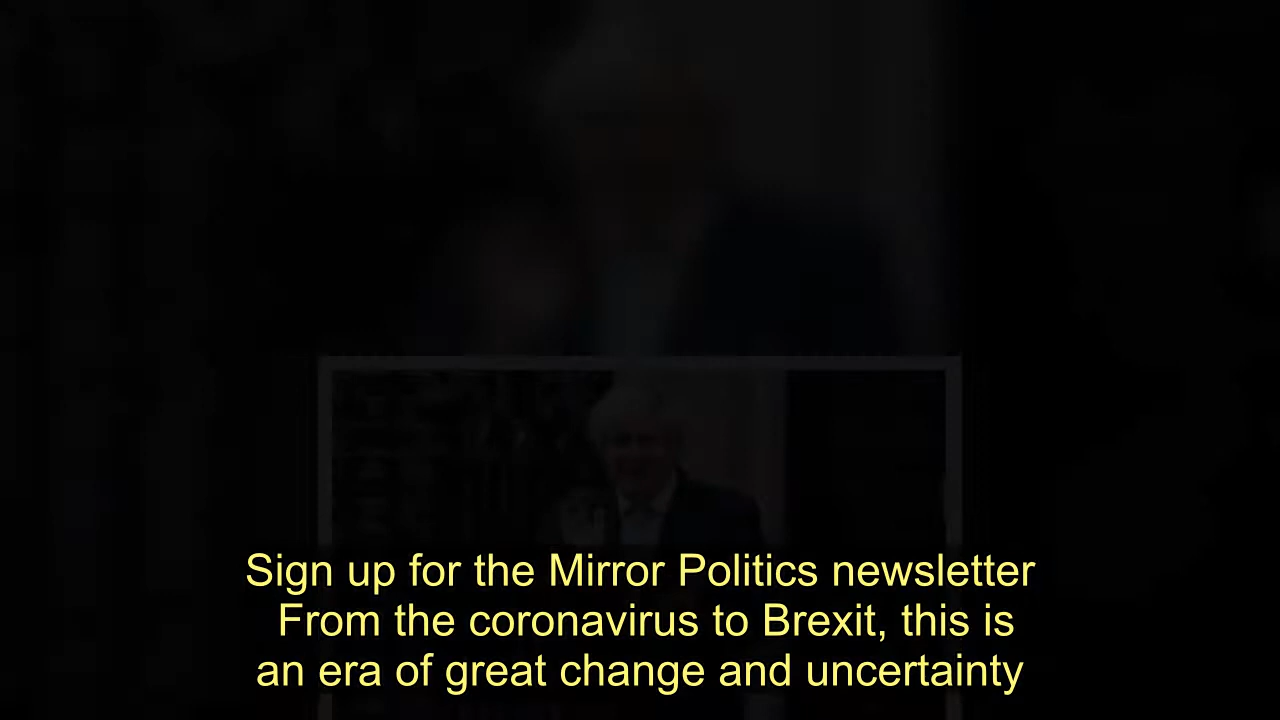 Sign up for the Mirror Politics newsletter
From the coronavirus to Brexit, this is
an era of great change and uncertainty